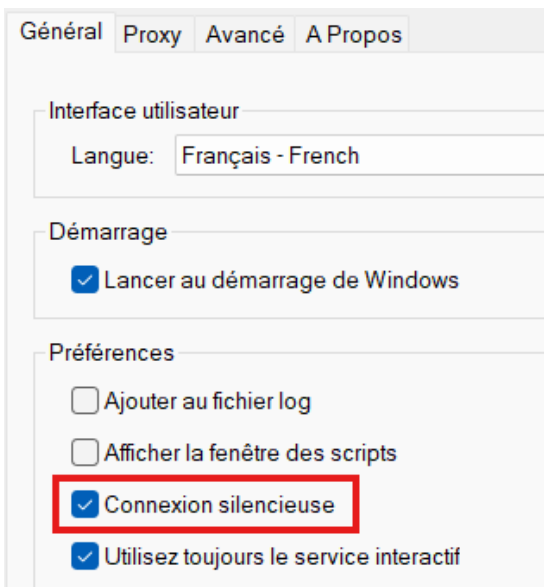 Général Proxy Avancé A Propos
Interface utilisateur
Langue: Français - French
Démarrage
Lancer au démarrage de Windows
Préférences
Ajouter au fichier log
Afficher la fenêtre des scripts
Connexion silencieuse
Utilisez toujours le service interactif